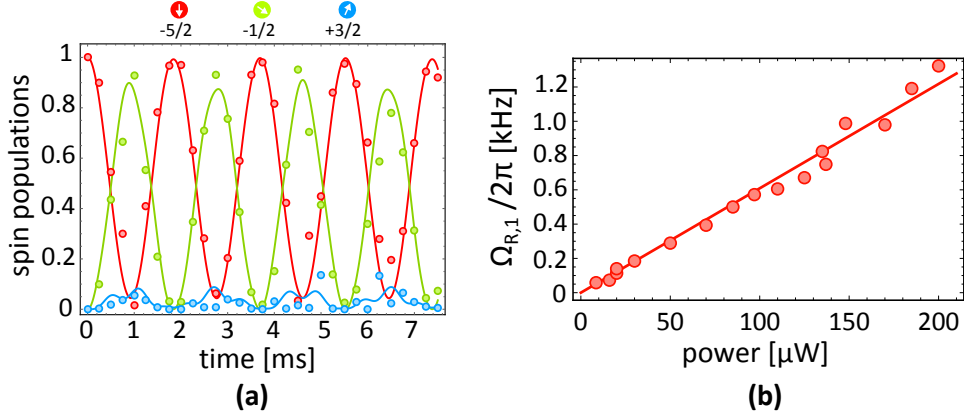 -5/2 -1/2 +3/2
spin populations
1
0.8
0.6
0.4
0.2
0
0 1 2 3 4 5 6 7
time [ms]
(a)
Ω_R,1 /2π [kHz]
1.2
1.0
0.8
0.6
0.4
0.2
0
0 50 100 150 200
power [μW]
(b)